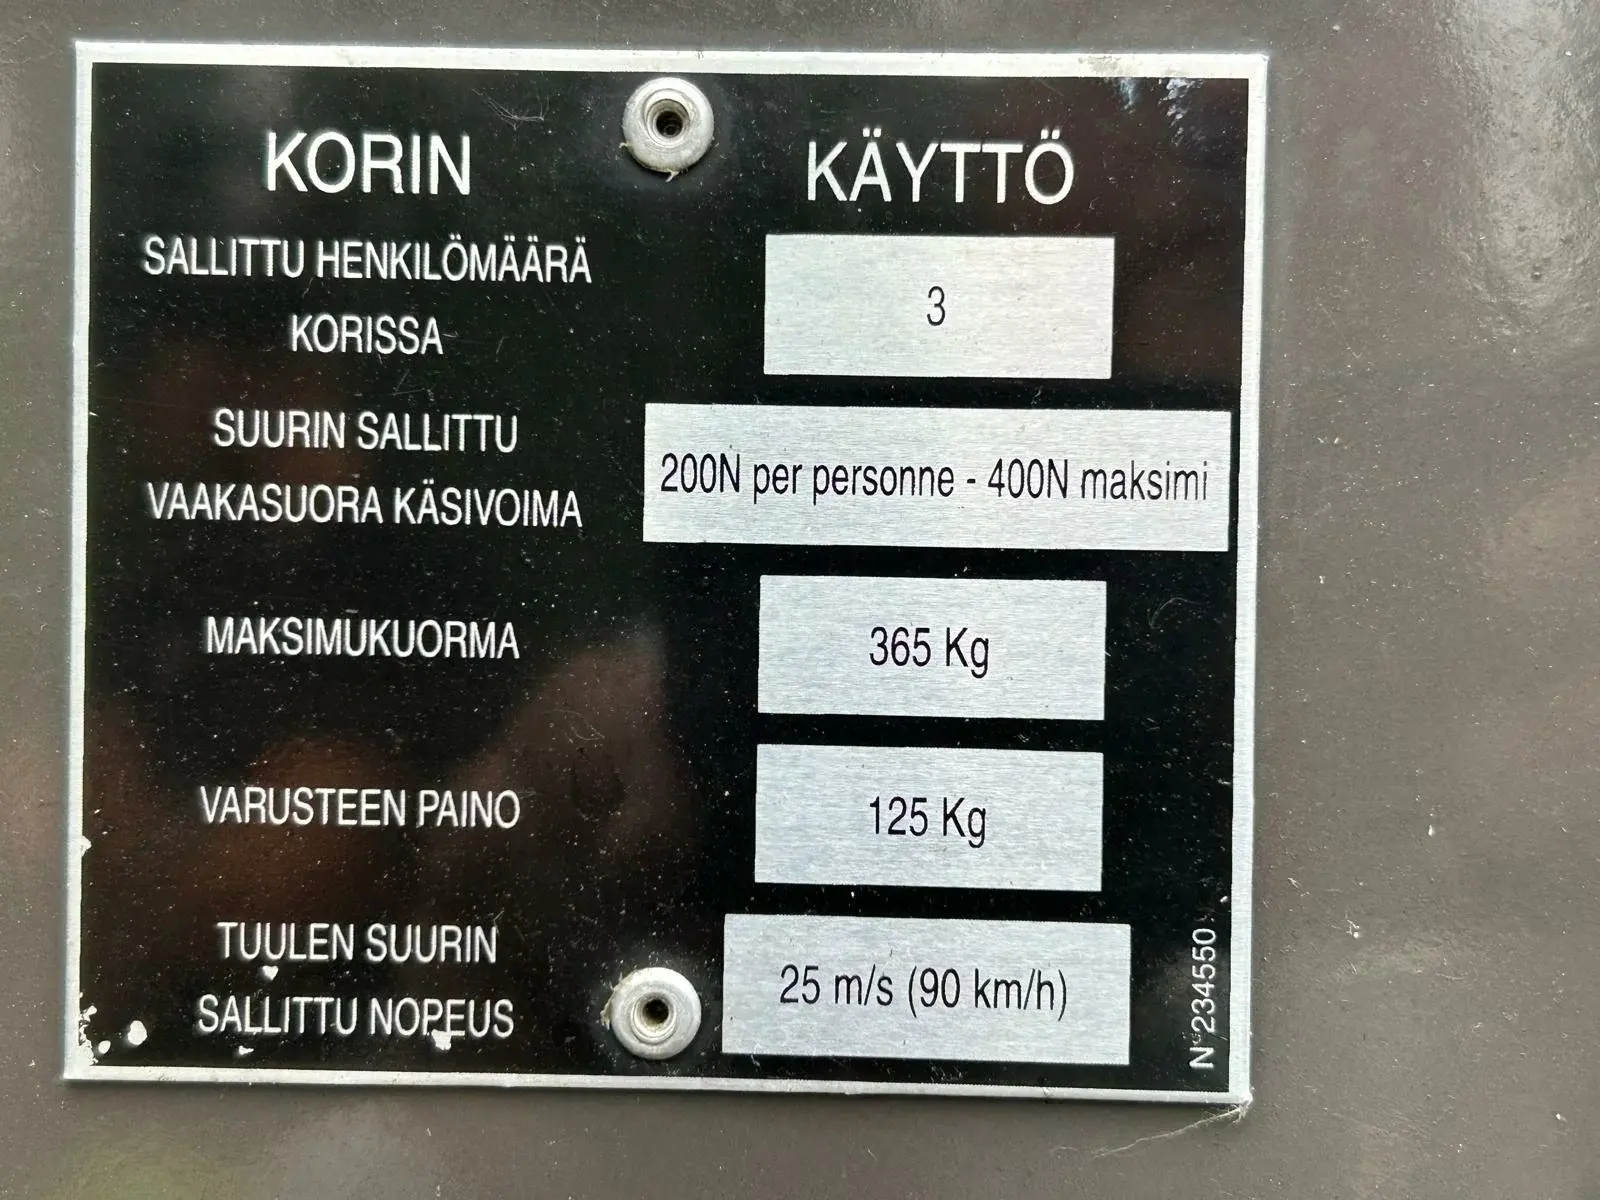 KORIN KÄYTTÖ
SALLITTU HENKILÖMÄÄRÄ
KORISSA
3
SUURIN SALLITTU
VAAKASUORA KÄSIVOIMA
200N per personne - 400N maksimi
MAKSIMUKUORMA
365 Kg
VARUSTEEN PAINO
125 Kg
TUULEN SUURIN
SALLITTU NOPEUS
25 m/s (90 km/h)
N°234550